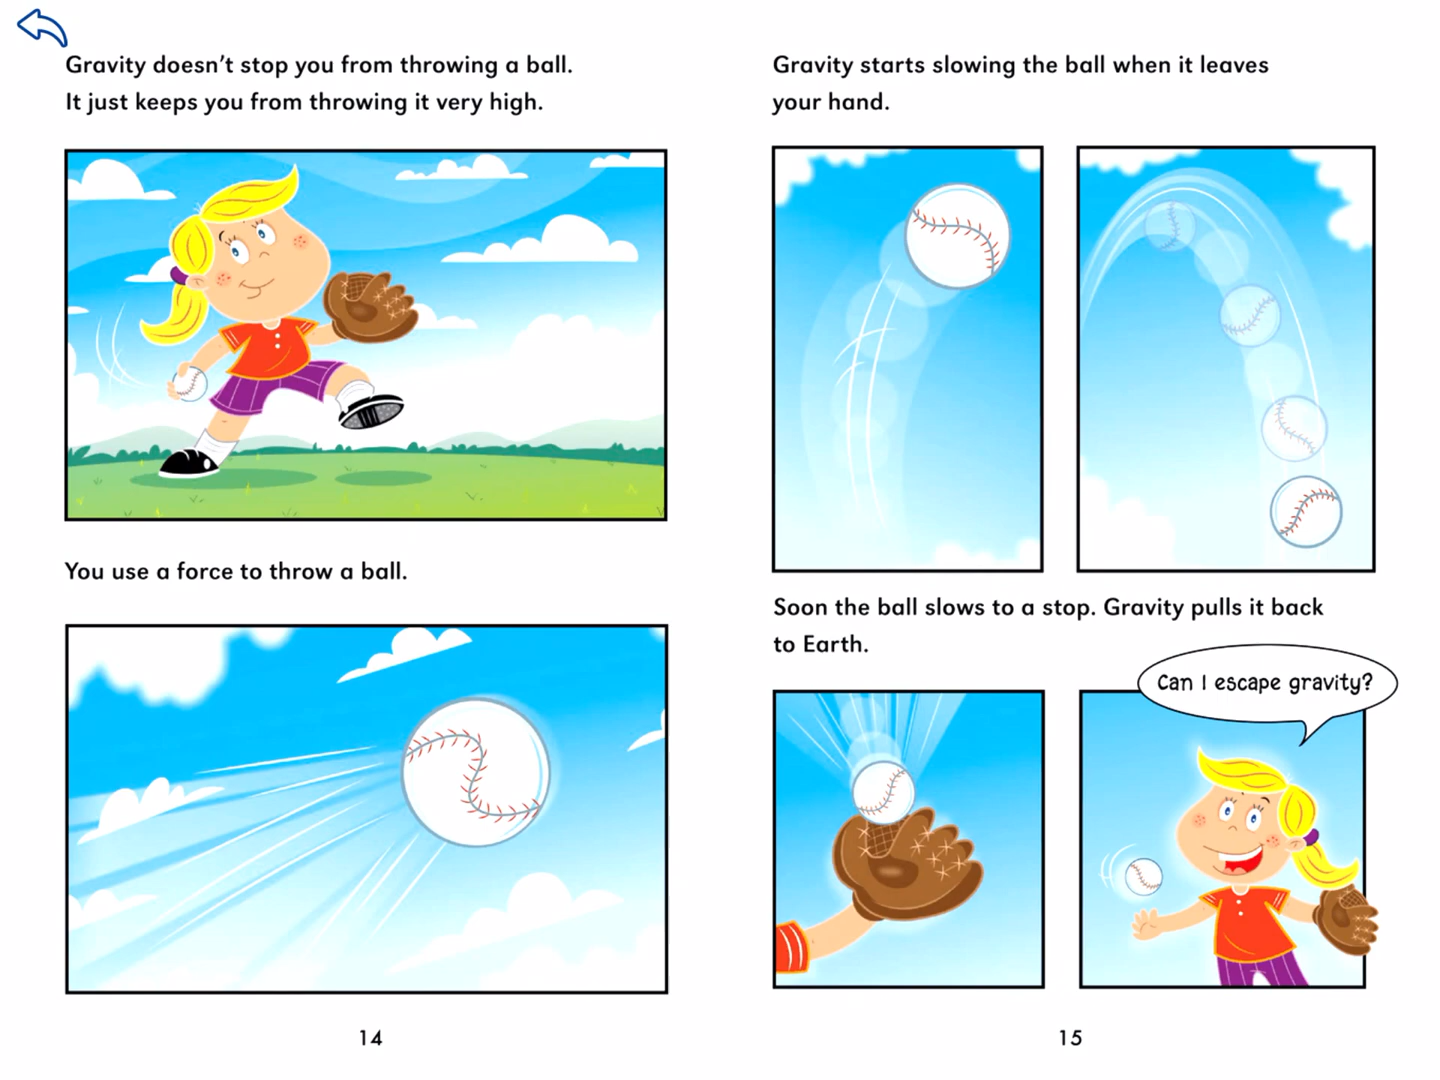 Gravity doesn't stop you from throwing a ball.
It just keeps you from throwing it very high.
You use a force to throw a ball.
14
Gravity starts slowing the ball when it leaves
your hand.
Soon the ball slows to a stop. Gravity pulls it back
to Earth.
Can I escape gravity?
15